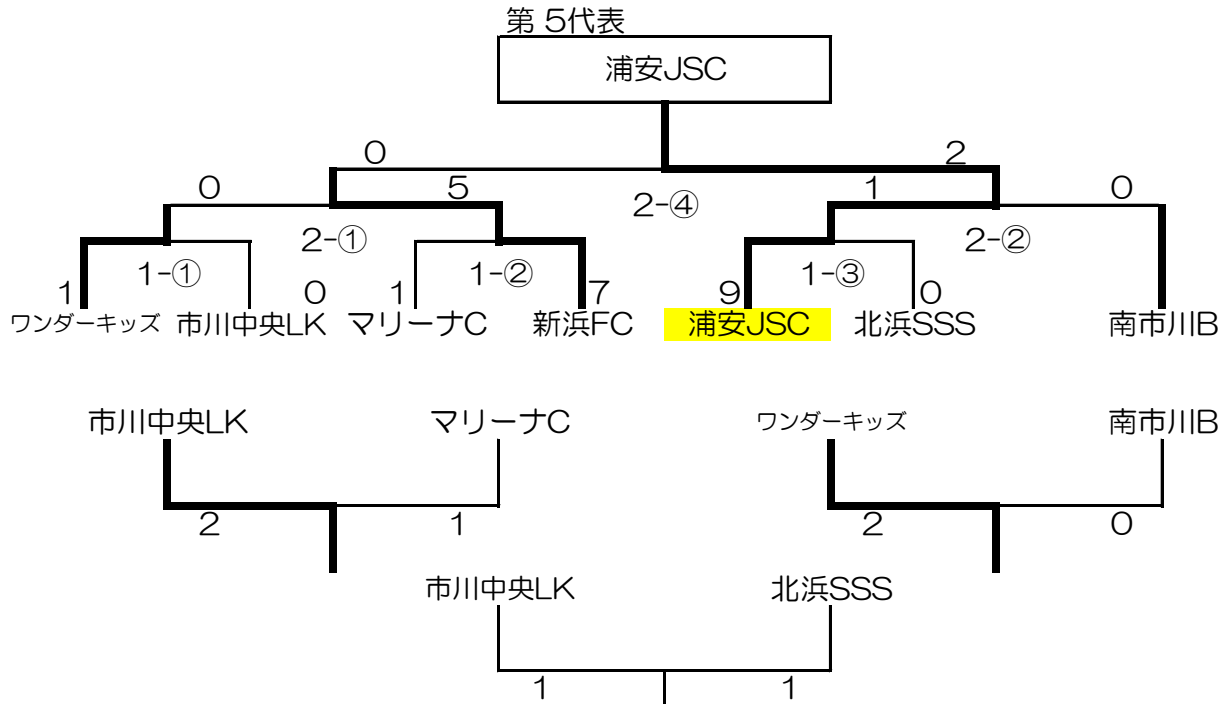 第 5代表
浦安JSC
0 2
0 5 1 0
2-④
2-① 2-②
1-① 1-② 1-③
1 0 1 7 9 0
ワンダーキッズ 市川中央LK マリーナC 新浜FC 浦安JSC 北浜SSS 南市川B
市川中央LK マリーナC ワンダーキッズ 南市川B
2 1 2 0
市川中央LK 北浜SSS
1 1